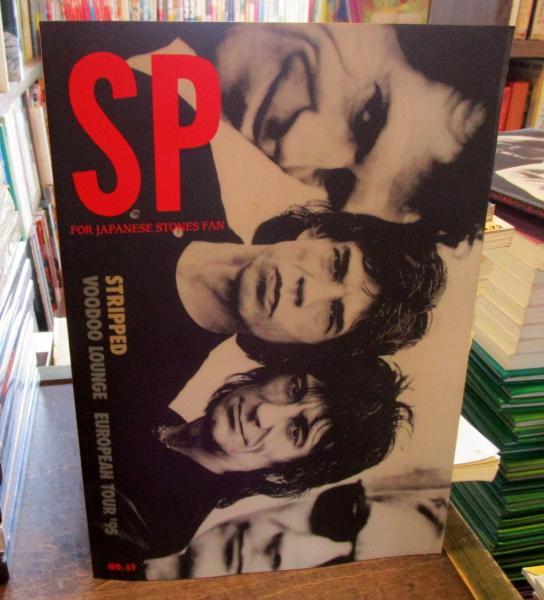 SP
FOR JAPANESE STONES FAN
STRIPPED
VOODOO LOUNGE EUROPEAN TOUR '95
NO.69